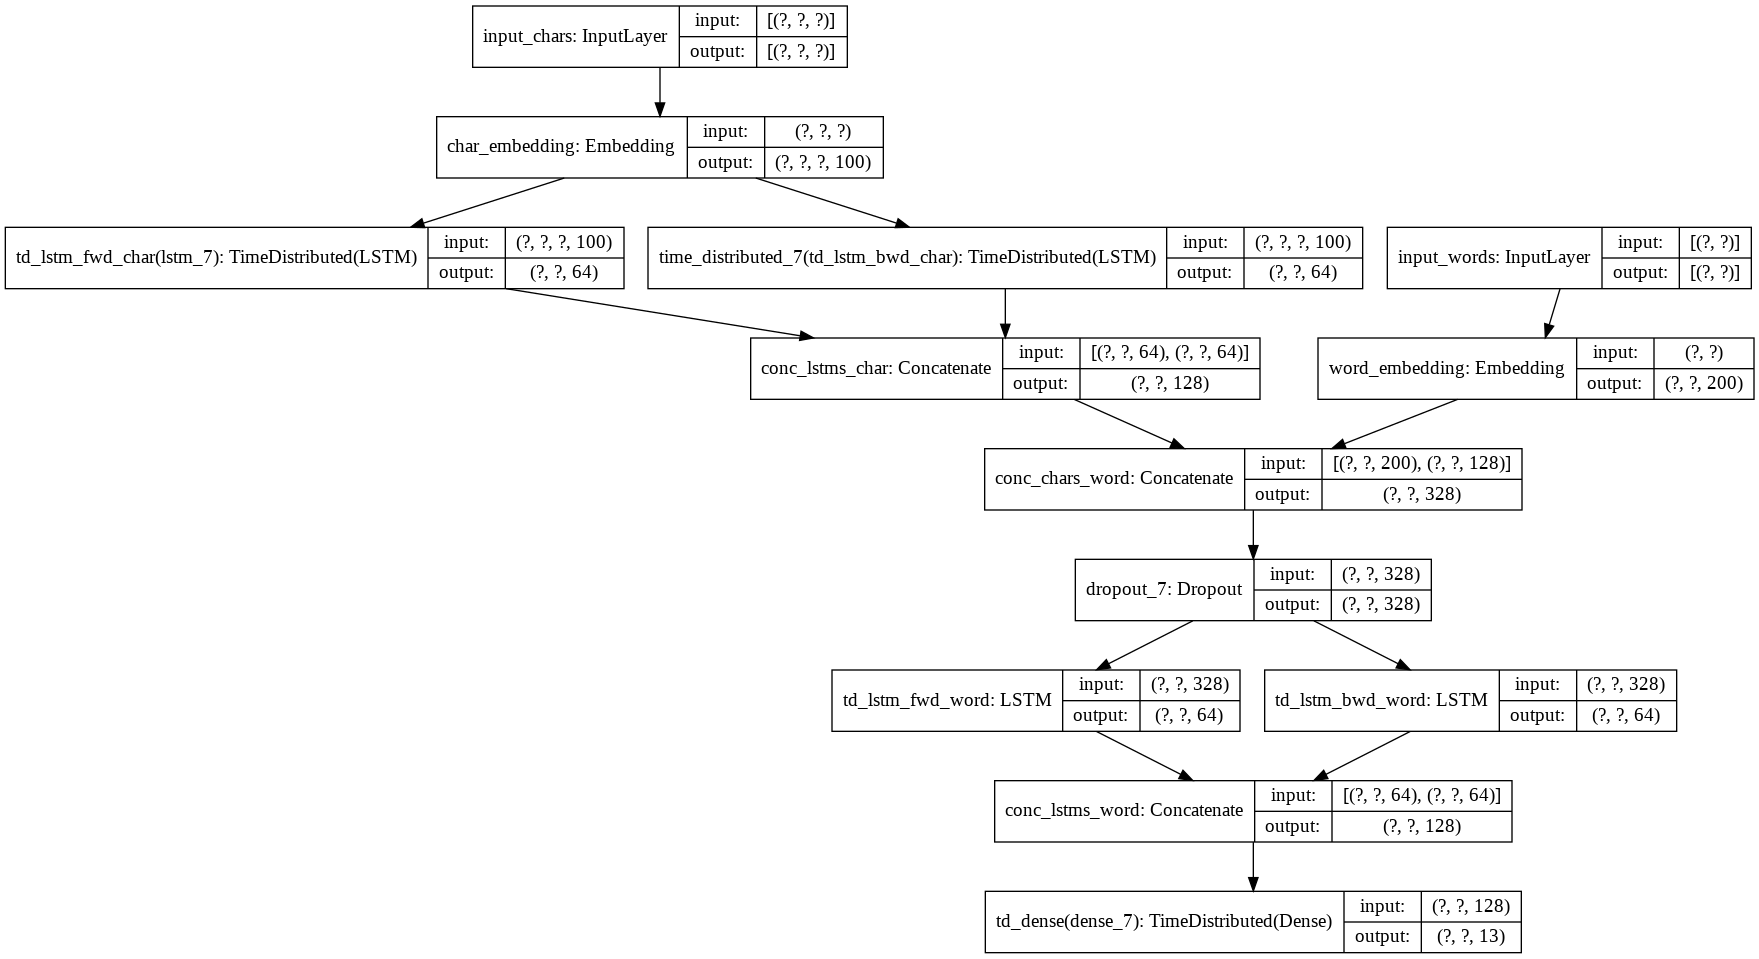 input_chars: InputLayer
input: [(?, ?, ?)]
output: [(?, ?, ?)]
char_embedding: Embedding
input: (?, ?, ?)
output: (?, ?, ?, 100)
td_lstm_fwd_char(lstm_7): TimeDistributed(LSTM)
input: (?, ?, ?, 100)
output: (?, ?, 64)
time_distributed_7(td_lstm_bwd_char): TimeDistributed(LSTM)
input: (?, ?, ?, 100)
output: (?, ?, 64)
input_words: InputLayer
input: [(?, ?)]
output: [(?, ?)]
conc_lstms_char: Concatenate
input: [(?, ?, 64), (?, ?, 64)]
output: (?, ?, 128)
word_embedding: Embedding
input: (?, ?)
output: (?, ?, 200)
conc_chars_word: Concatenate
input: [(?, ?, 200), (?, ?, 128)]
output: (?, ?, 328)
dropout_7: Dropout
input: (?, ?, 328)
output: (?, ?, 328)
td_lstm_fwd_word: LSTM
input: (?, ?, 328)
output: (?, ?, 64)
td_lstm_bwd_word: LSTM
input: (?, ?, 328)
output: (?, ?, 64)
conc_lstms_word: Concatenate
input: [(?, ?, 64), (?, ?, 64)]
output: (?, ?, 128)
td_dense(dense_7): TimeDistributed(Dense)
input: (?, ?, 128)
output: (?, ?, 13)